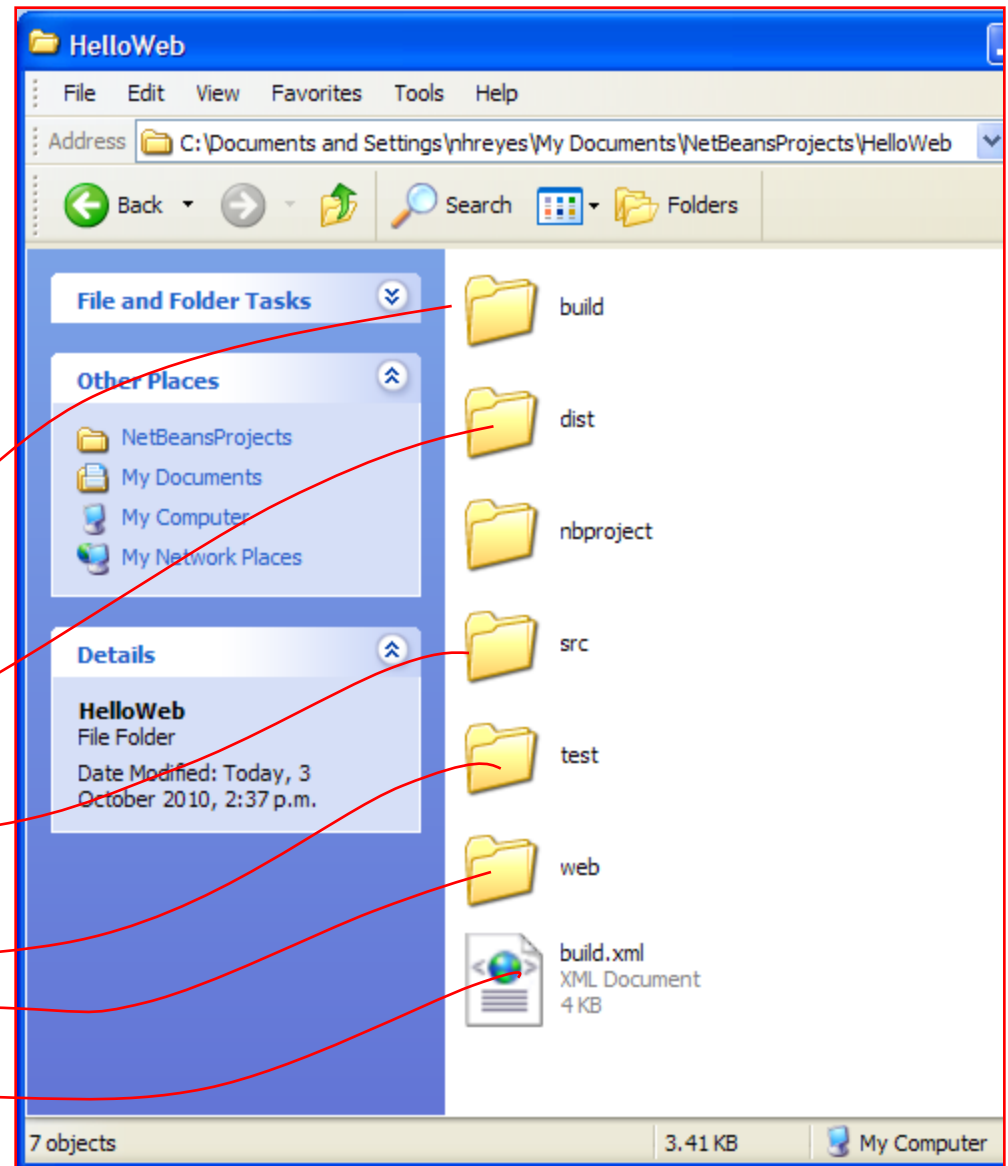 HelloWeb
File Edit View Favorites Tools Help
Address C:\Documents and Settings\nhreyes\My Documents\NetBeansProjects\HelloWeb
Back Search Folders
File and Folder Tasks
Other Places
NetBeansProjects
My Documents
My Computer
My Network Places
Details
HelloWeb
File Folder
Date Modified: Today, 3
October 2010, 2:37 p.m.
build
dist
nbproject
src
test
web
build.xml
XML Document
4 KB
7 objects 3.41 KB My Computer